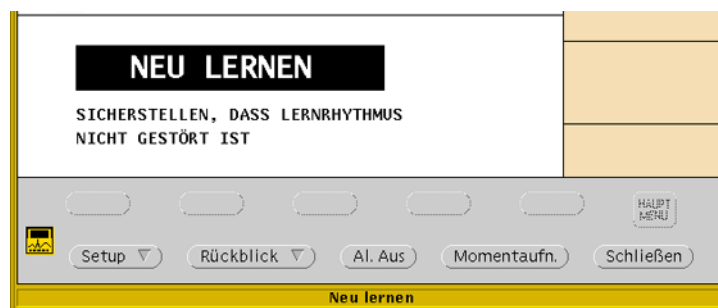 NEU LERNEN
SICHERSTELLEN, DASS LERNRHYTHMUS
NICHT GESTÖRT IST
HAUPT
MENÜ
Setup ▽ Rückblick ▽ Al. Aus Momentaufn. Schließen
Neu lernen